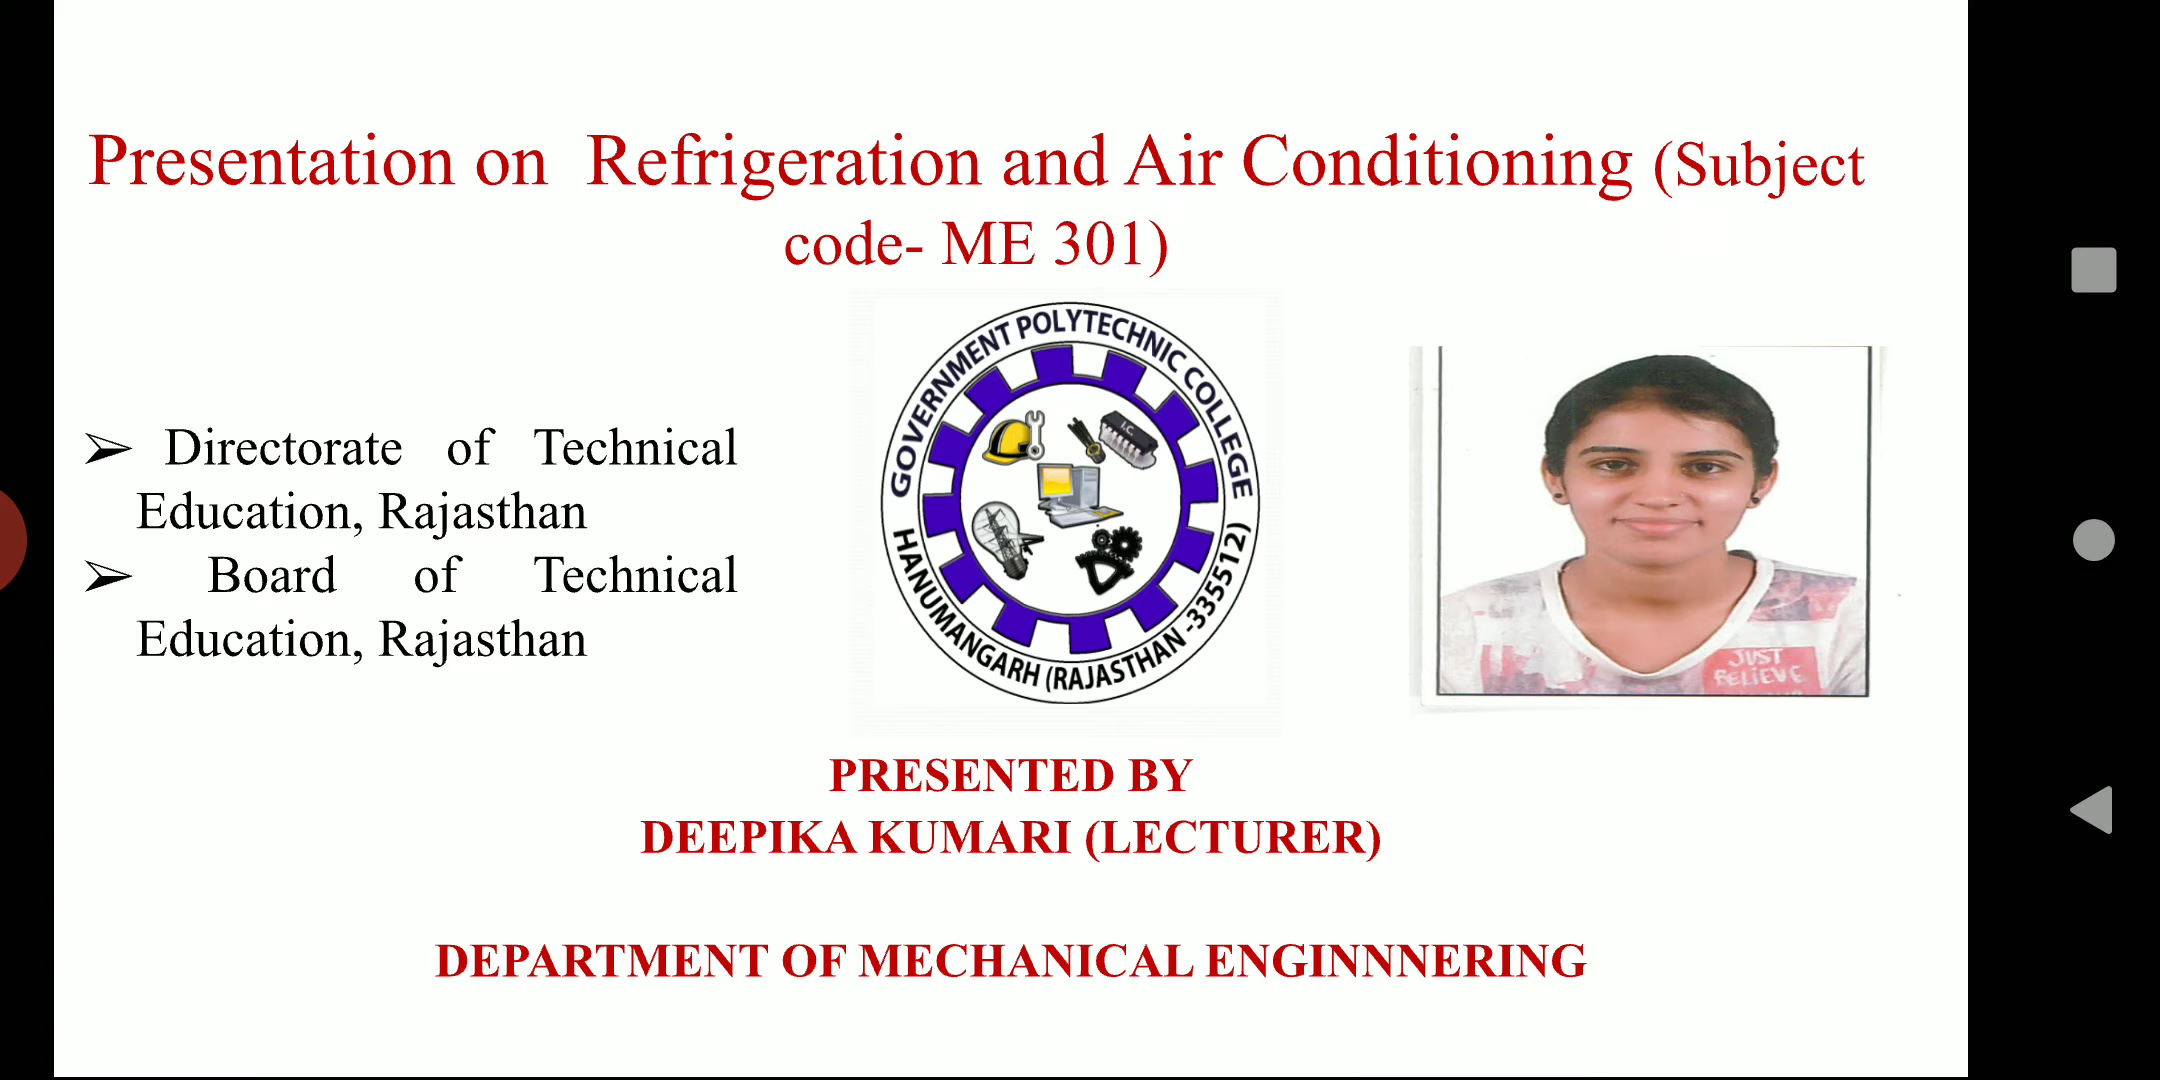 Presentation on Refrigeration and Air Conditioning (Subject
code- ME 301)
➢ Directorate of Technical
Education, Rajasthan
➢ Board of Technical
Education, Rajasthan
GOVERNMENT POLYTECHNIC COLLEGE
HANUMANGARH (RAJASTHAN -335512)
I.C.
JUST
BELIEVE
PRESENTED BY
DEEPIKA KUMARI (LECTURER)
DEPARTMENT OF MECHANICAL ENGINNNERING